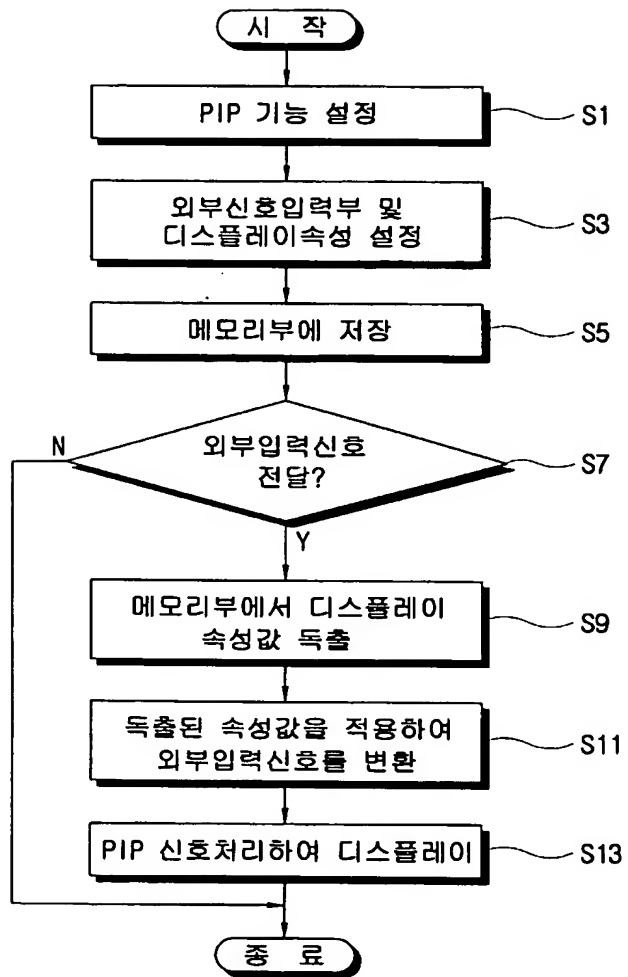 시 작
PIP 기능 설정
S1
외부신호입력부 및
디스플레이속성 설정
S3
메모리부에 저장
S5
외부입력신호
전달?
S7
N
Y
메모리부에서 디스플레이
속성값 독출
S9
독출된 속성값을 적용하여
외부입력신호를 변환
S11
PIP 신호처리하여 디스플레이
S13
종 료